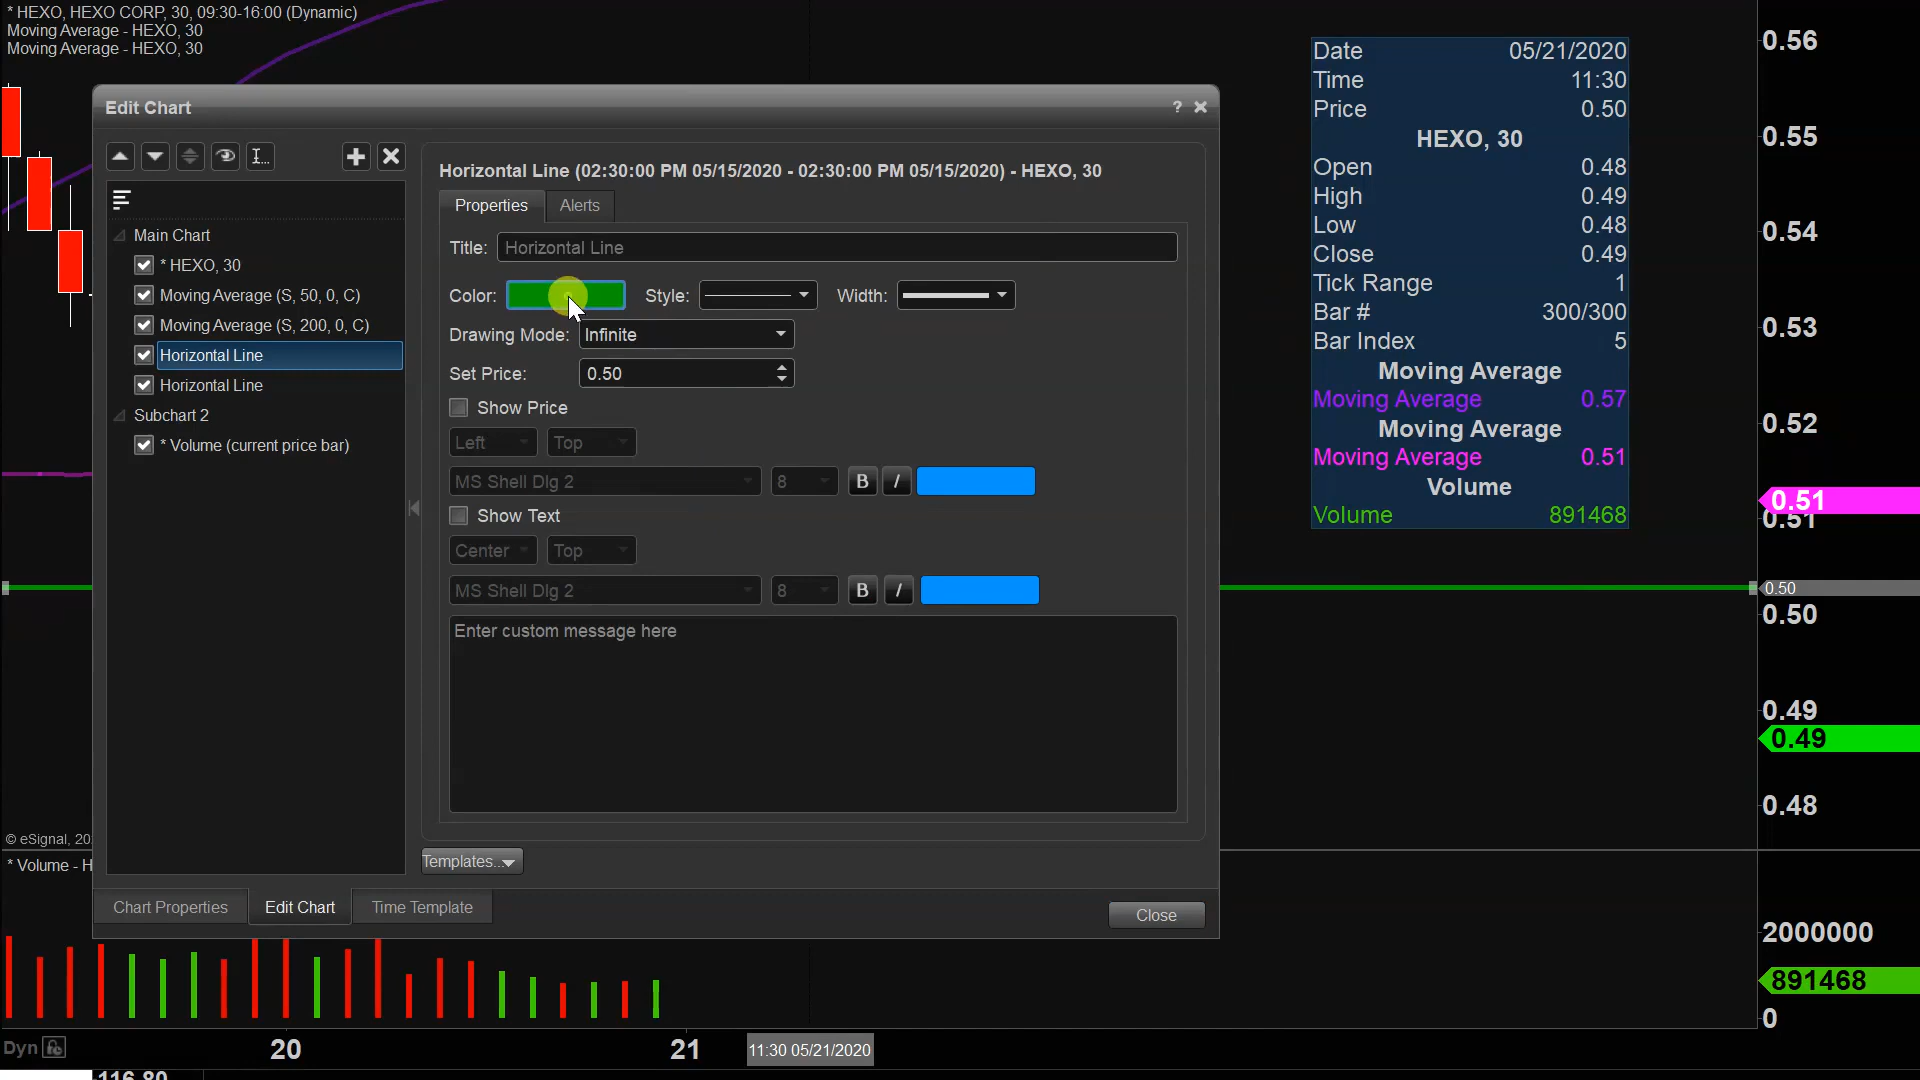 * HEXO, HEXO CORP, 30, 09:30-16:00 (Dynamic)
Moving Average - HEXO, 30
Moving Average - HEXO, 30
Edit Chart
?
Main Chart
* HEXO, 30
Moving Average (S, 50, 0, C)
Moving Average (S, 200, 0, C)
Horizontal Line
Horizontal Line
Subchart 2
* Volume (current price bar)
Horizontal Line (02:30:00 PM 05/15/2020 - 02:30:00 PM 05/15/2020) - HEXO, 30
Properties Alerts
Title: Horizontal Line
Color: Style: Width:
Drawing Mode: Infinite
Set Price: 0.50
Show Price
Left Top
MS Shell Dlg 2 8 B I
Show Text
Center Top
MS Shell Dlg 2 8 B I
Enter custom message here
Templates...
Chart Properties Edit Chart Time Template
Close
Date 05/21/2020
Time 11:30
Price 0.50
HEXO, 30
Open 0.48
High 0.49
Low 0.48
Close 0.49
Tick Range 1
Bar # 300/300
Bar Index 5
Moving Average
Moving Average 0.57
Moving Average
Moving Average 0.51
Volume
Volume 891468
0.56
0.55
0.54
0.53
0.52
0.51
0.51
0.50
0.50
0.49
0.49
0.48
© eSignal, 20
* Volume - H
2000000
891468
0
Dyn
20
21
11:30 05/21/2020
116.80